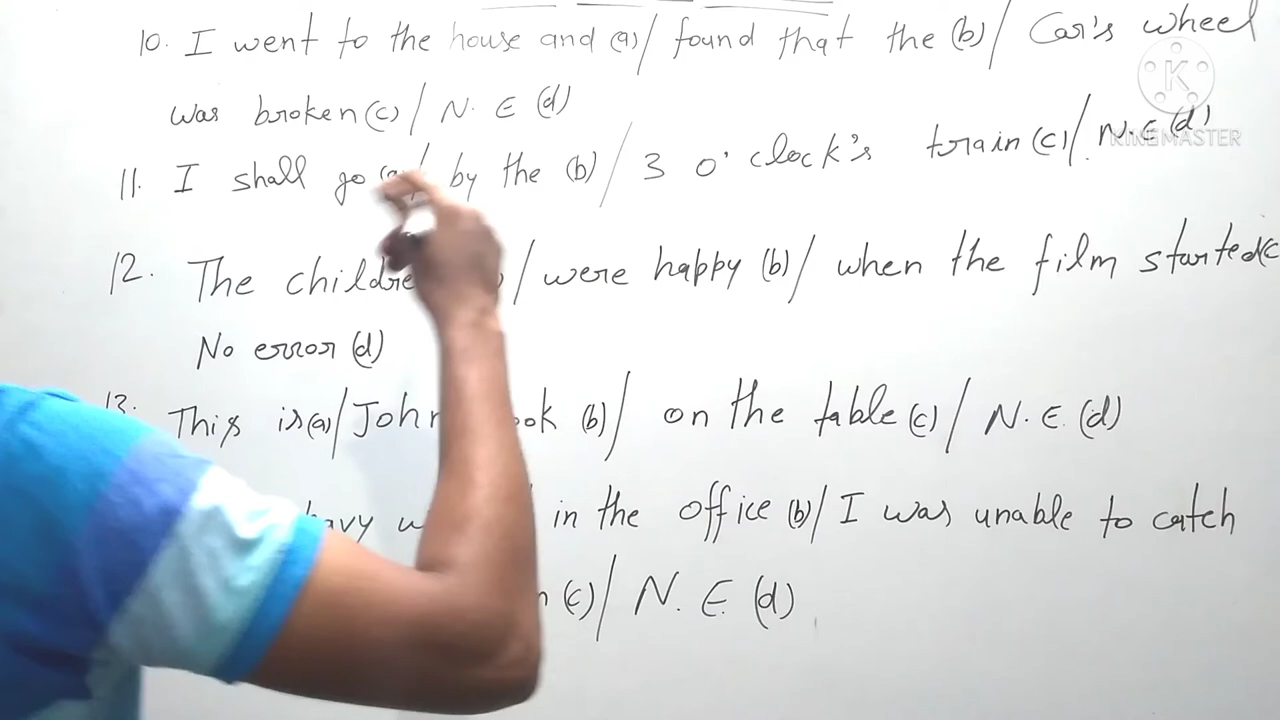 10. I went to the house and (a)/ found that the (b)/ Car's wheel
was broken (c)/ N. E (d)
11. I shall go (a)/ by the (b)/ 3 o'clock's train (c)/ N.E (d)
KINEMASTER
12. The children / were happy (b)/ when the film started (c
No error (d)
13. This is (a)/ John (b)/ on the table (c)/ N. E. (d)
in the office (b)/ I was unable to catch
(c)/ N. E. (d)